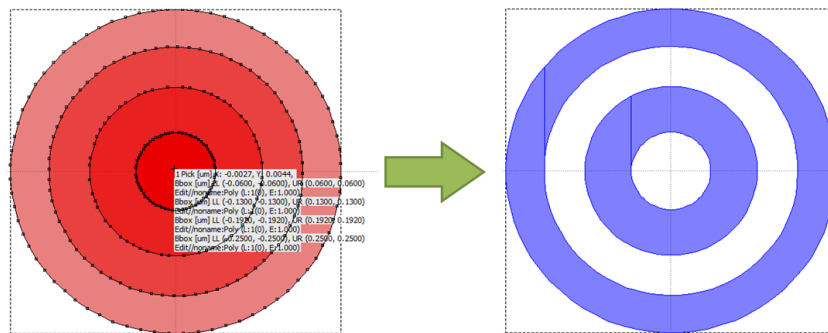 1 Pick [um] X: -0.0027, Y: 0.0044,
Bbox [um] LL (-0.0600, -0.0600), UR (0.0600, 0.0600)
Edit//noname:Poly (L:1(0), E:1.000)
Bbox [um] LL (-0.1300, -0.1300), UR (0.1300, 0.1300)
Edit//noname:Poly (L:1(0), E:1.000)
Bbox [um] LL (-0.1920, -0.1920), UR (0.1920, 0.1920)
Edit//noname:Poly (L:1(0), E:1.000)
Bbox [um] LL (-0.2500, -0.2500), UR (0.2500, 0.2500)
Edit//noname:Poly (L:1(0), E:1.000)